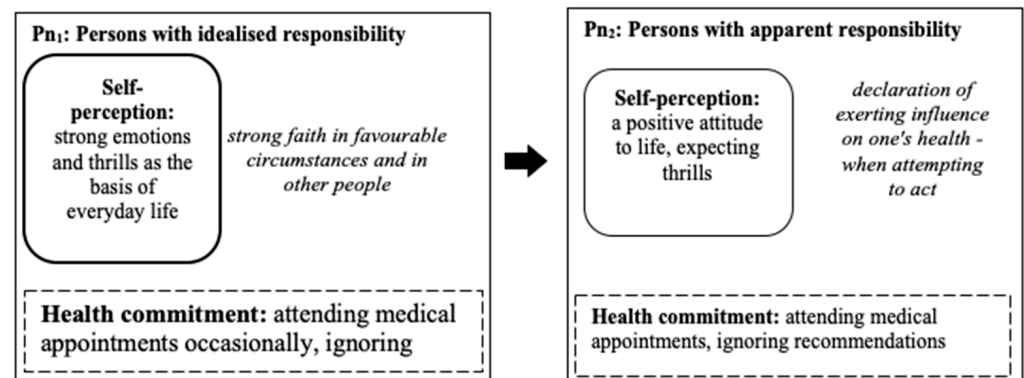 Pn₁: Persons with idealised responsibility
Self-
perception:
strong emotions
and thrills as the
basis of
everyday life
strong faith in favourable
circumstances and in
other people
Health commitment: attending medical
appointments occasionally, ignoring
Pn₂: Persons with apparent responsibility
Self-perception:
a positive attitude
to life, expecting
thrills
declaration of
exerting influence
on one's health -
when attempting
to act
Health commitment: attending medical
appointments, ignoring recommendations